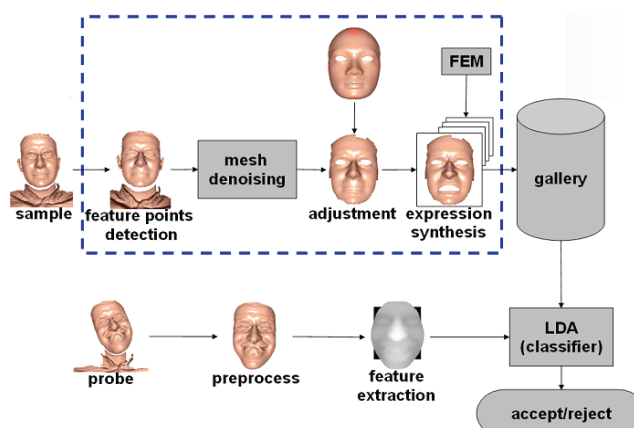 FEM
mesh
denoising
gallery
sample
feature points
detection
adjustment
expression
synthesis
LDA
(classifier)
probe
preprocess
feature
extraction
accept/reject